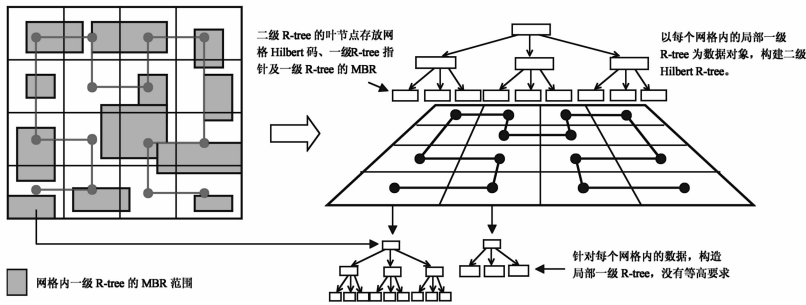 二级 R-tree 的叶节点存放网
格 Hilbert 码、一级R-tree 指
针及一级 R-tree 的 MBR
以每个网格内的局部一级
R-tree 为数据对象，构建二级
Hilbert R-tree。
针对每个网格内的数据，构造
局部一级 R-tree，没有等高要求
网格内一级 R-tree 的 MBR 范围